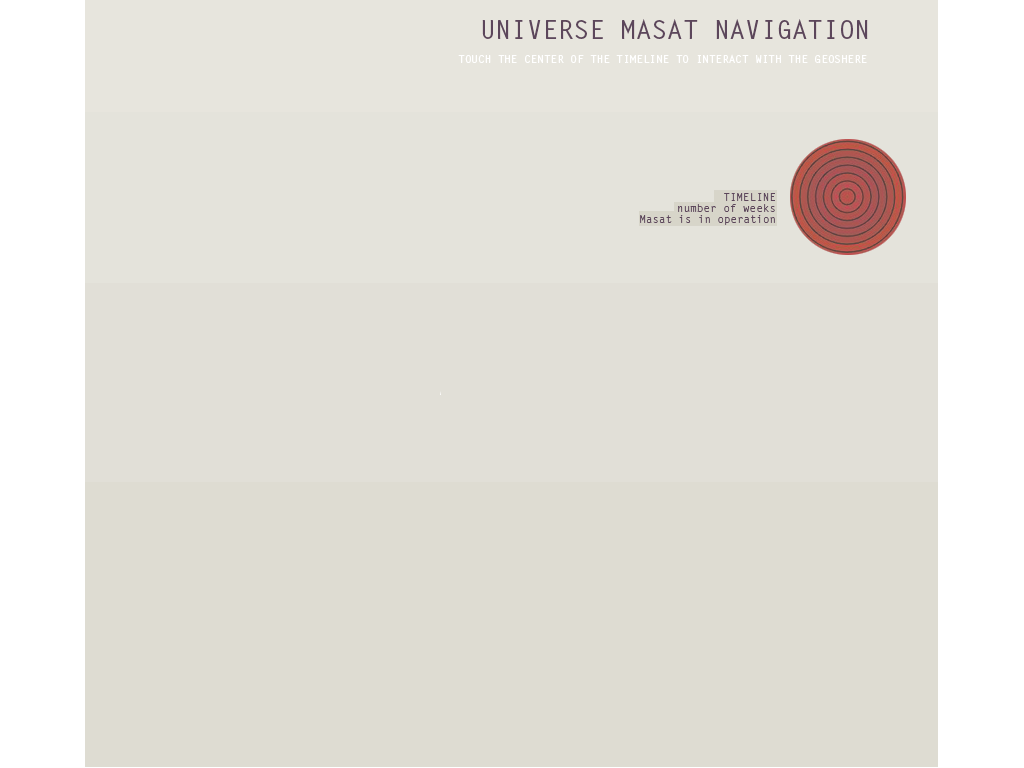 UNIVERSE MASAT NAVIGATION
TOUCH THE CENTER OF THE TIMELINE TO INTERACT WITH THE GEOSHERE
TIMELINE
number of weeks
Masat is in operation